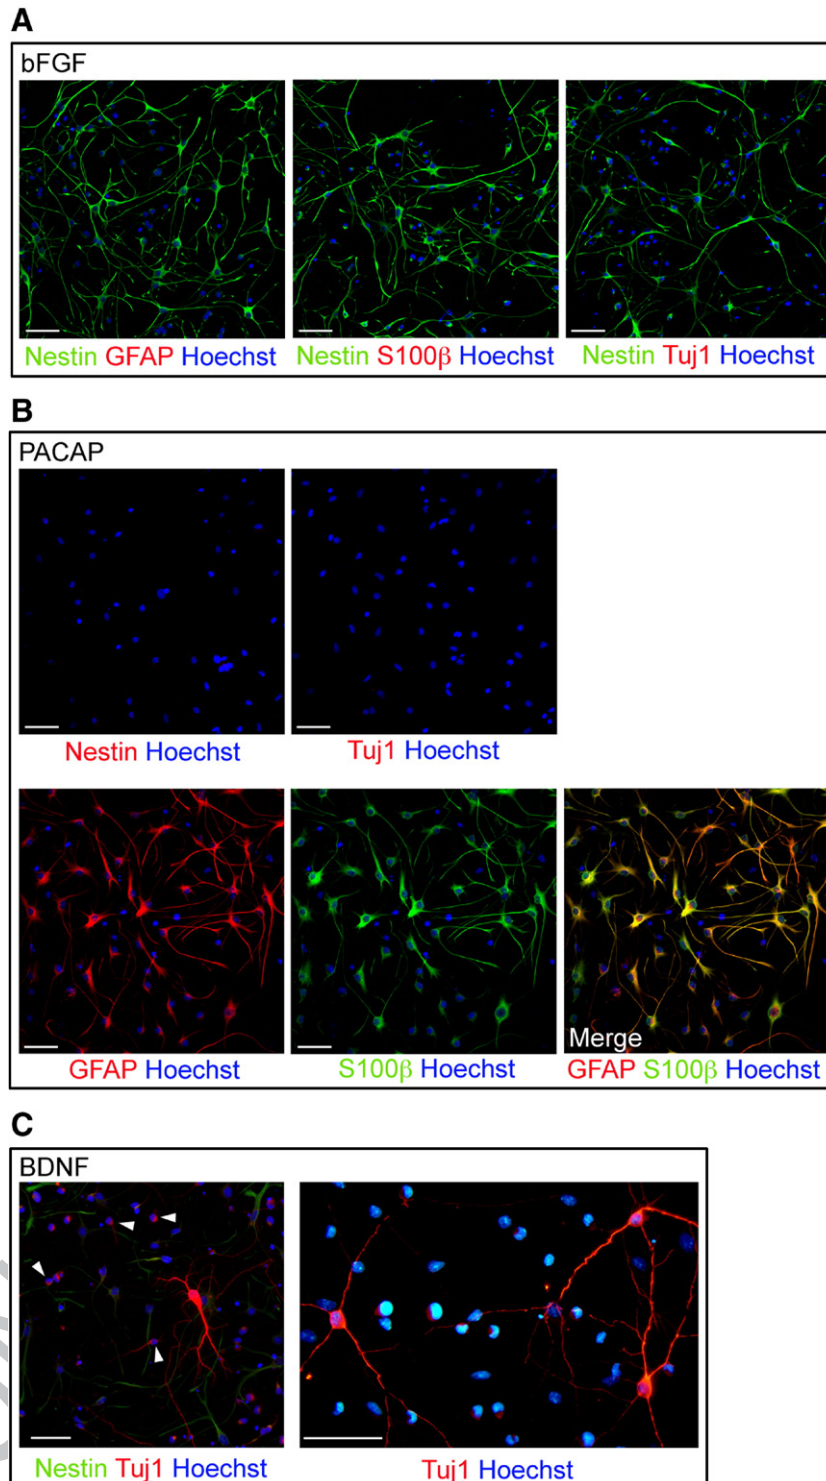 A
bFGF
Nestin GFAP Hoechst
Nestin S100β Hoechst
Nestin Tuj1 Hoechst
B
PACAP
Nestin Hoechst
Tuj1 Hoechst
GFAP Hoechst
S100β Hoechst
Merge
GFAP S100β Hoechst
C
BDNF
Nestin Tuj1 Hoechst
Tuj1 Hoechst